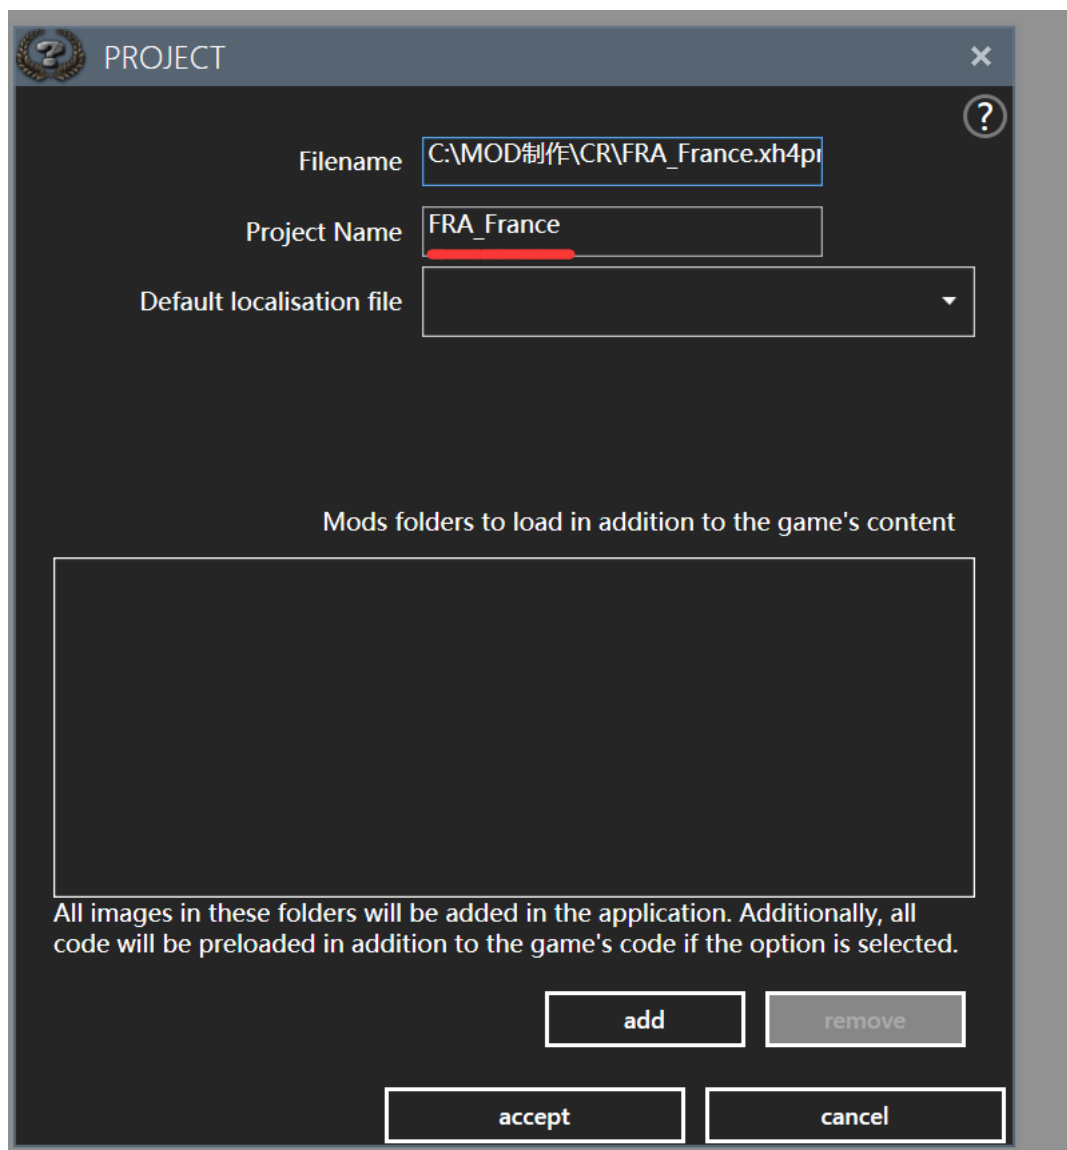 PROJECT
Filename
C:\MOD制作\CR\FRA_France.xh4pr
Project Name
FRA_France
Default localisation file
Mods folders to load in addition to the game's content
All images in these folders will be added in the application. Additionally, all
code will be preloaded in addition to the game's code if the option is selected.
add
remove
accept
cancel